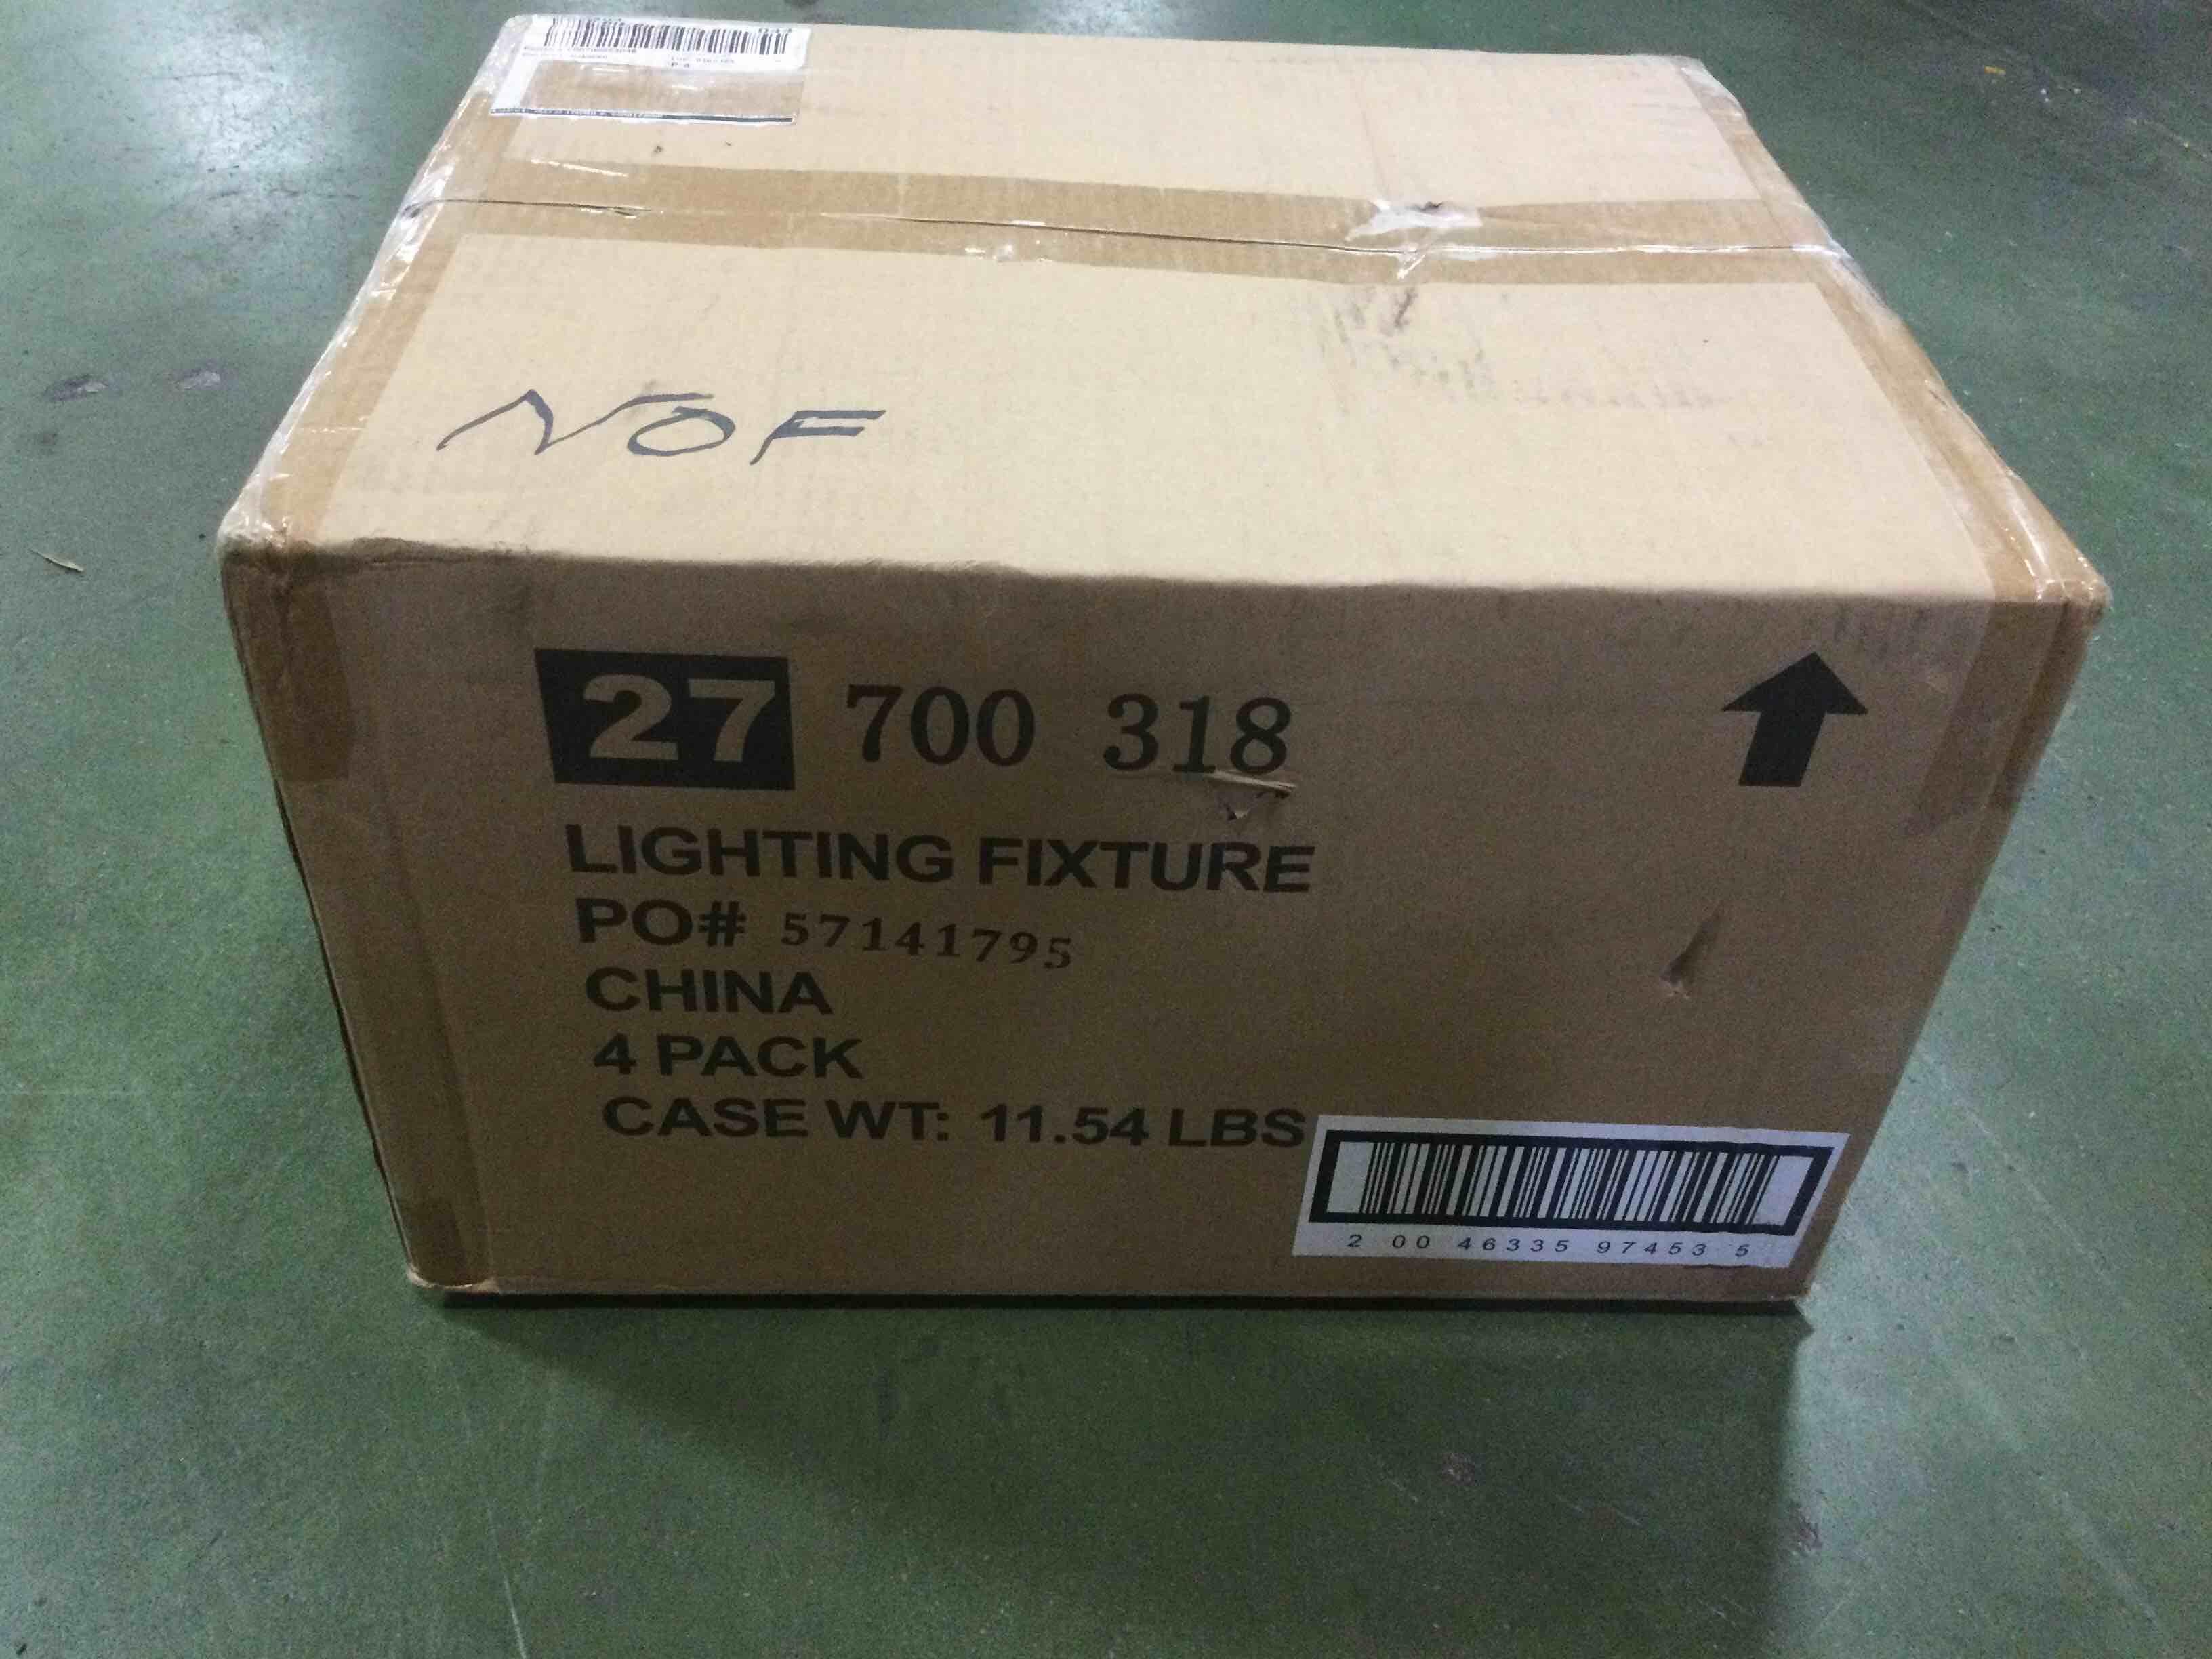 NOF
27 700 318
LIGHTING FIXTURE
PO# 57141795
CHINA
4 PACK
CASE WT: 11.54 LBS
2 00 46335 97453 5